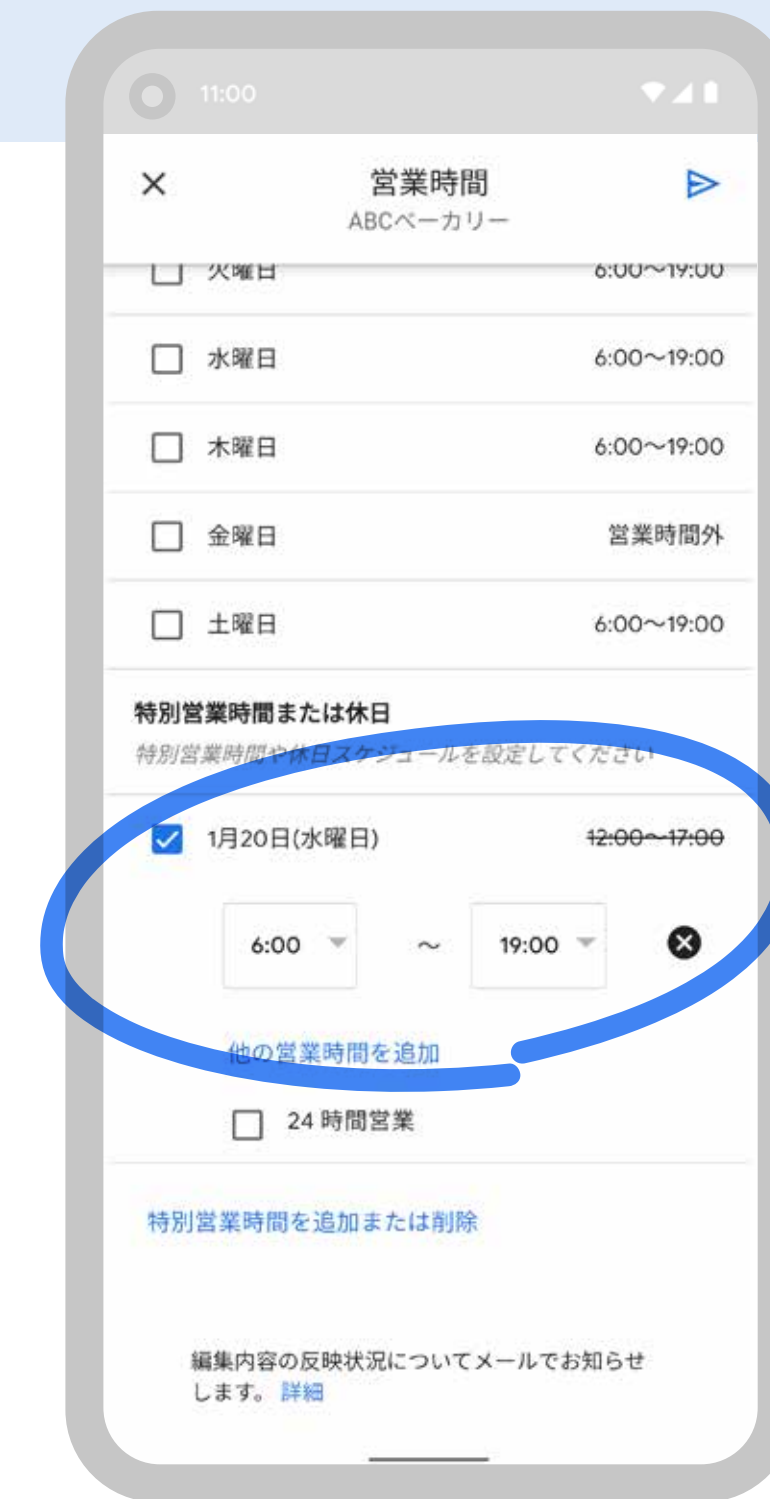 11:00
営業時間
ABCベーカリー
火曜日 6:00〜19:00
水曜日 6:00〜19:00
木曜日 6:00〜19:00
金曜日 営業時間外
土曜日 6:00〜19:00
特別営業時間または休日
特別営業時間や休日スケジュールを設定してください
1月20日(水曜日) 12:00〜17:00
6:00 〜 19:00
他の営業時間を追加
24 時間営業
特別営業時間を追加または削除
編集内容の反映状況についてメールでお知らせ
します。 詳細